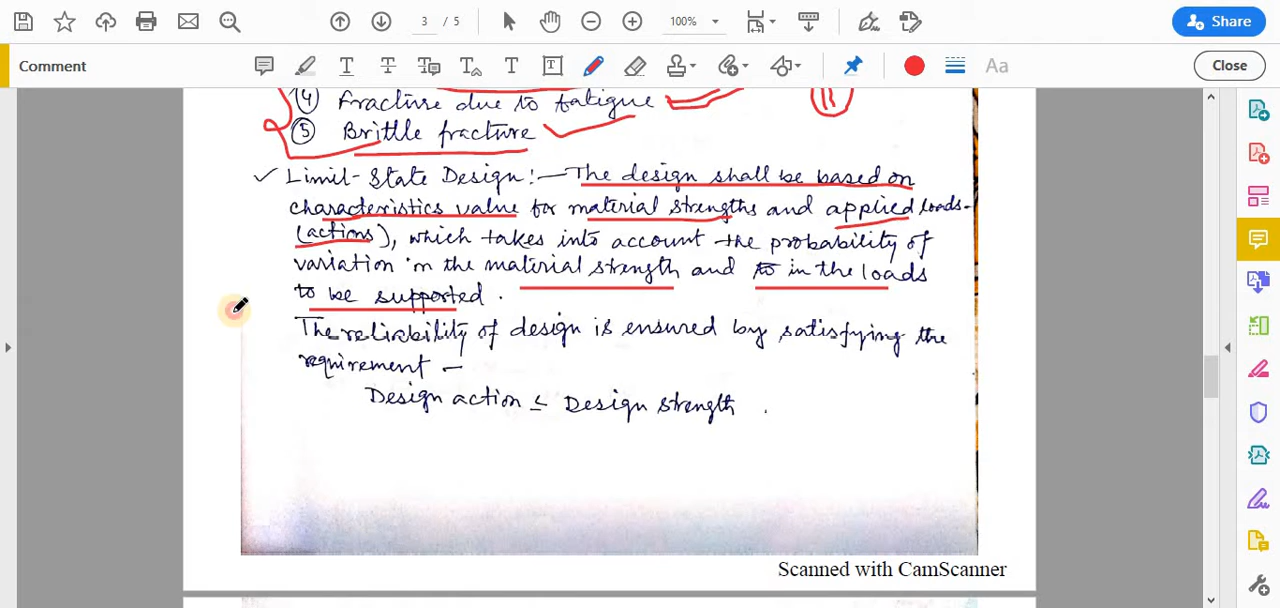 3 / 5
100%
Share
Comment
Aa
Close
(4) Fracture due to fatigue
(5) Brittle fracture
✓ Limit-State Design:— The design shall be based on
characteristics value for material strengths and applied loads.
(actions), which takes into account the probability of
variation in the material strength and to in the loads
to be supported.
The reliability of design is ensured by satisfying the
requirement —
Design action ≤ Design strength.
Scanned with CamScanner